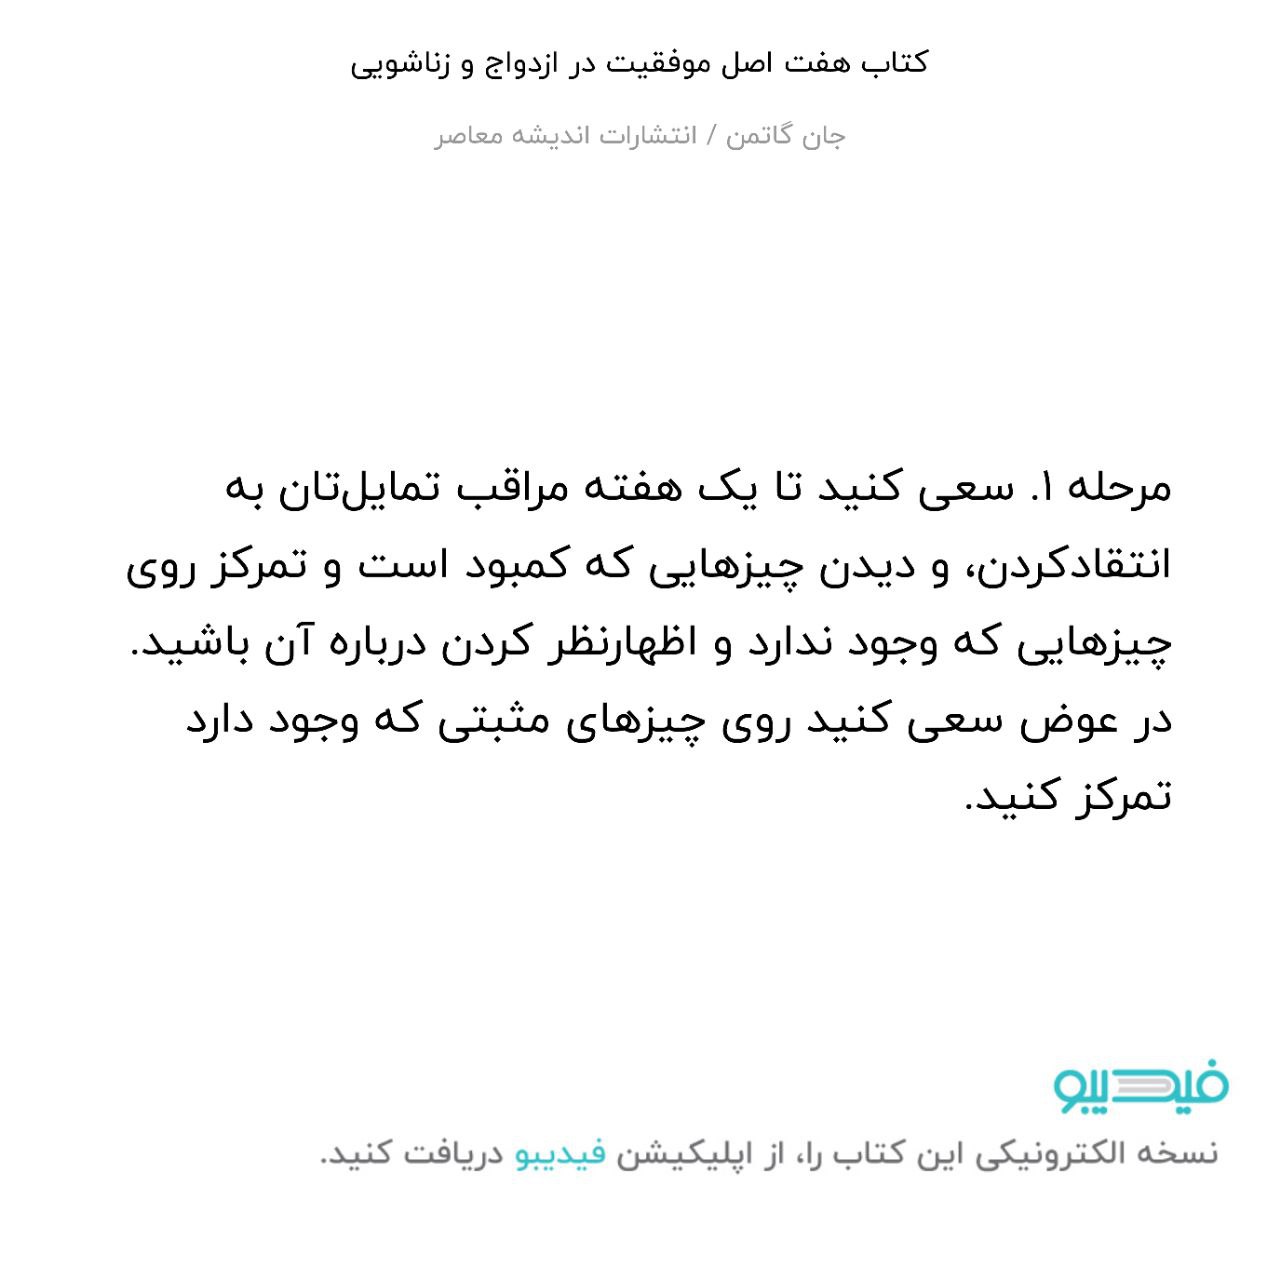 کتاب هفت اصل موفقیت در ازدواج و زناشویی
جان گاتمن / انتشارات اندیشه معاصر
مرحله ۱. سعی کنید تا یک هفته مراقب تمایل‌تان به
انتقادکردن، و دیدن چیزهایی که کمبود است و تمرکز روی
چیزهایی که وجود ندارد و اظهارنظر کردن درباره آن باشید.
در عوض سعی کنید روی چیزهای مثبتی که وجود دارد
تمرکز کنید.
فیدیبو
نسخه الکترونیکی این کتاب را، از اپلیکیشن فیدیبو دریافت کنید.